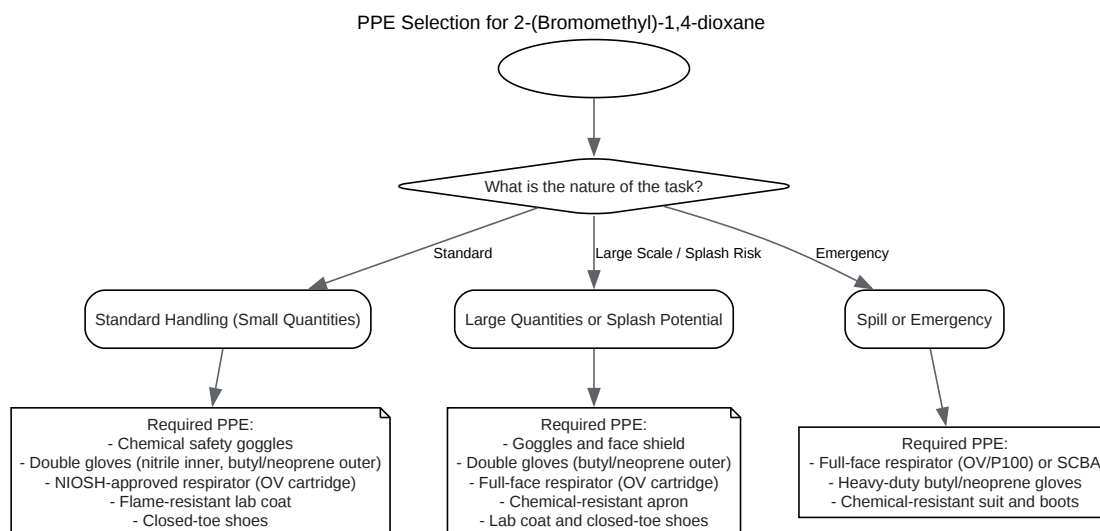 PPE Selection for 2-(Bromomethyl)-1,4-dioxane
What is the nature of the task?
Standard
Large Scale / Splash Risk
Emergency
Standard Handling (Small Quantities)
Large Quantities or Splash Potential
Spill or Emergency
Required PPE:
- Chemical safety goggles
- Double gloves (nitrile inner, butyl/neoprene outer)
- NIOSH-approved respirator (OV cartridge)
- Flame-resistant lab coat
- Closed-toe shoes
Required PPE:
- Goggles and face shield
- Double gloves (butyl/neoprene outer)
- Full-face respirator (OV cartridge)
- Chemical-resistant apron
- Lab coat and closed-toe shoes
Required PPE:
- Full-face respirator (OV/P100) or SCBA
- Heavy-duty butyl/neoprene gloves
- Chemical-resistant suit and boots